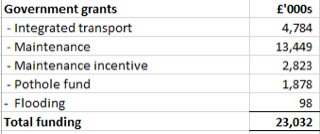 Government grants £'000s
- Integrated transport 4,784
- Maintenance 13,449
- Maintenance incentive 2,823
- Pothole fund 1,878
- Flooding 98
Total funding 23,032